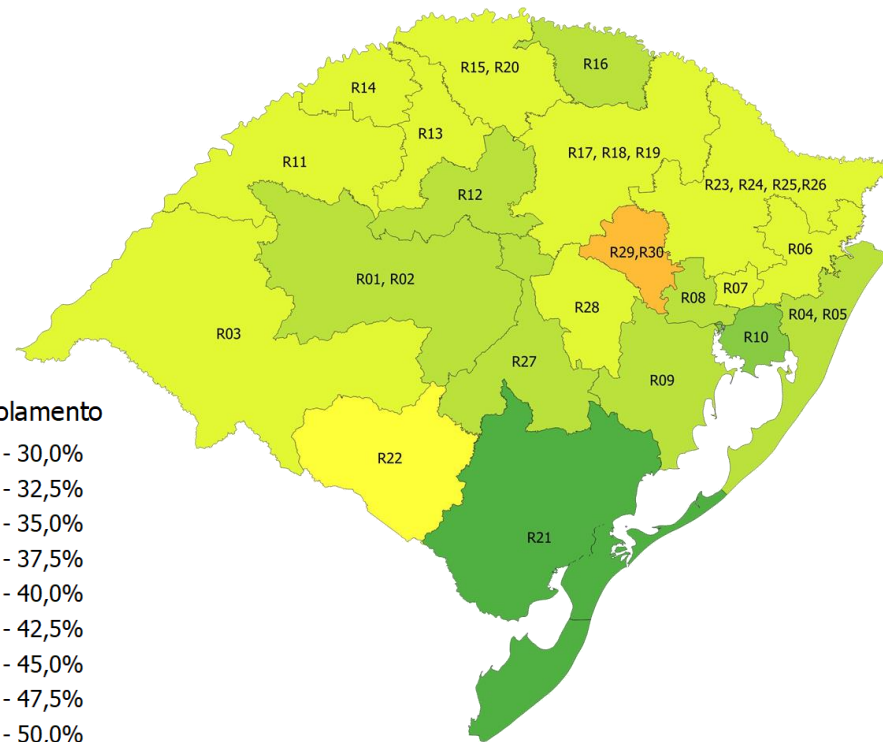 R16
R15, R20
R14
R13
R17, R18, R19
R11
R23, R24, R25,R26
R12
R06
R29,R30
R01, R02
R07
R08
R28
R04, R05
R03
R10
R27
R09
olamento
- 30,0%
- 32,5%
- 35,0%
- 37,5%
- 40,0%
- 42,5%
- 45,0%
- 47,5%
- 50,0%
R22
R21